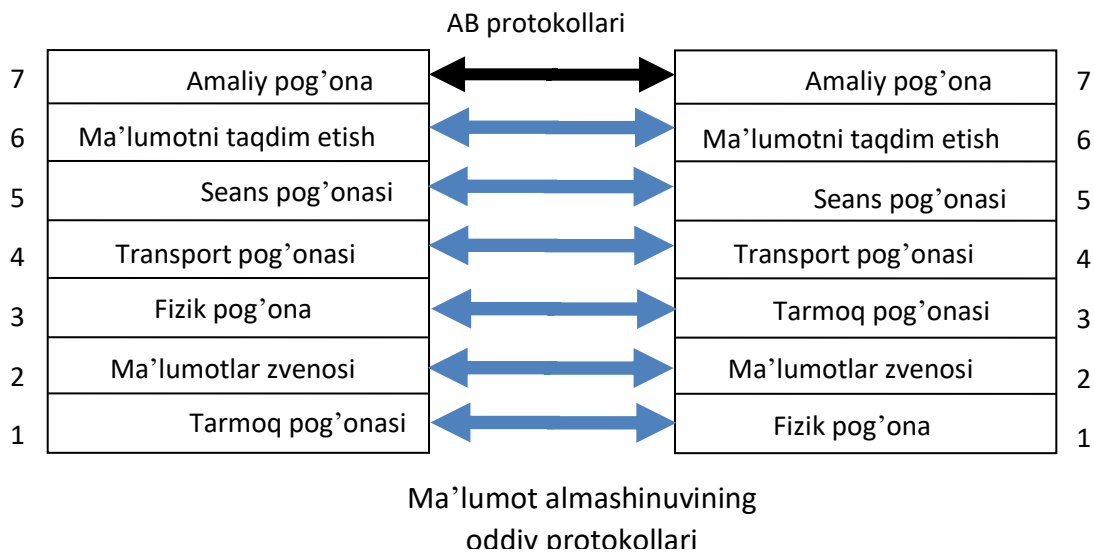 AB protokollari
7 Amaliy pog’ona Amaliy pog’ona 7
6 Ma’lumotni taqdim etish Ma’lumotni taqdim etish 6
5 Seans pog’onasi Seans pog’onasi 5
4 Transport pog’onasi Transport pog’onasi 4
3 Fizik pog’ona Tarmoq pog’onasi 3
2 Ma’lumotlar zvenosi Ma’lumotlar zvenosi 2
1 Tarmoq pog’onasi Fizik pog’ona 1
Ma’lumot almashinuvining
oddiy protokollari